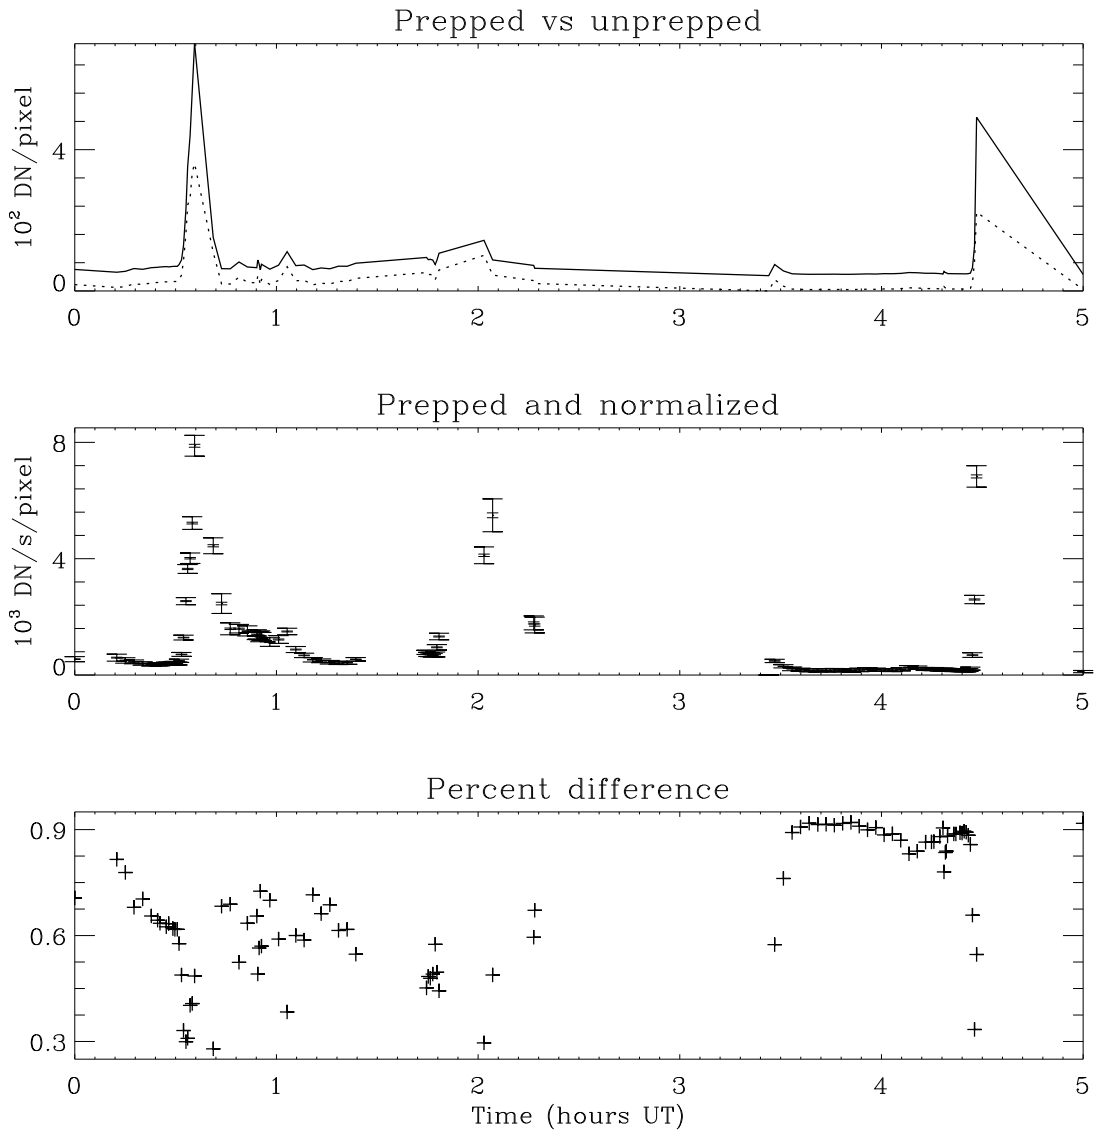 Prepped vs unprepped
10² DN/pixel
4
0
0 1 2 3 4 5
Prepped and normalized
10³ DN/s/pixel
8
4
0
0 1 2 3 4 5
Percent difference
0.9
0.6
0.3
0 1 2 3 4 5
Time (hours UT)